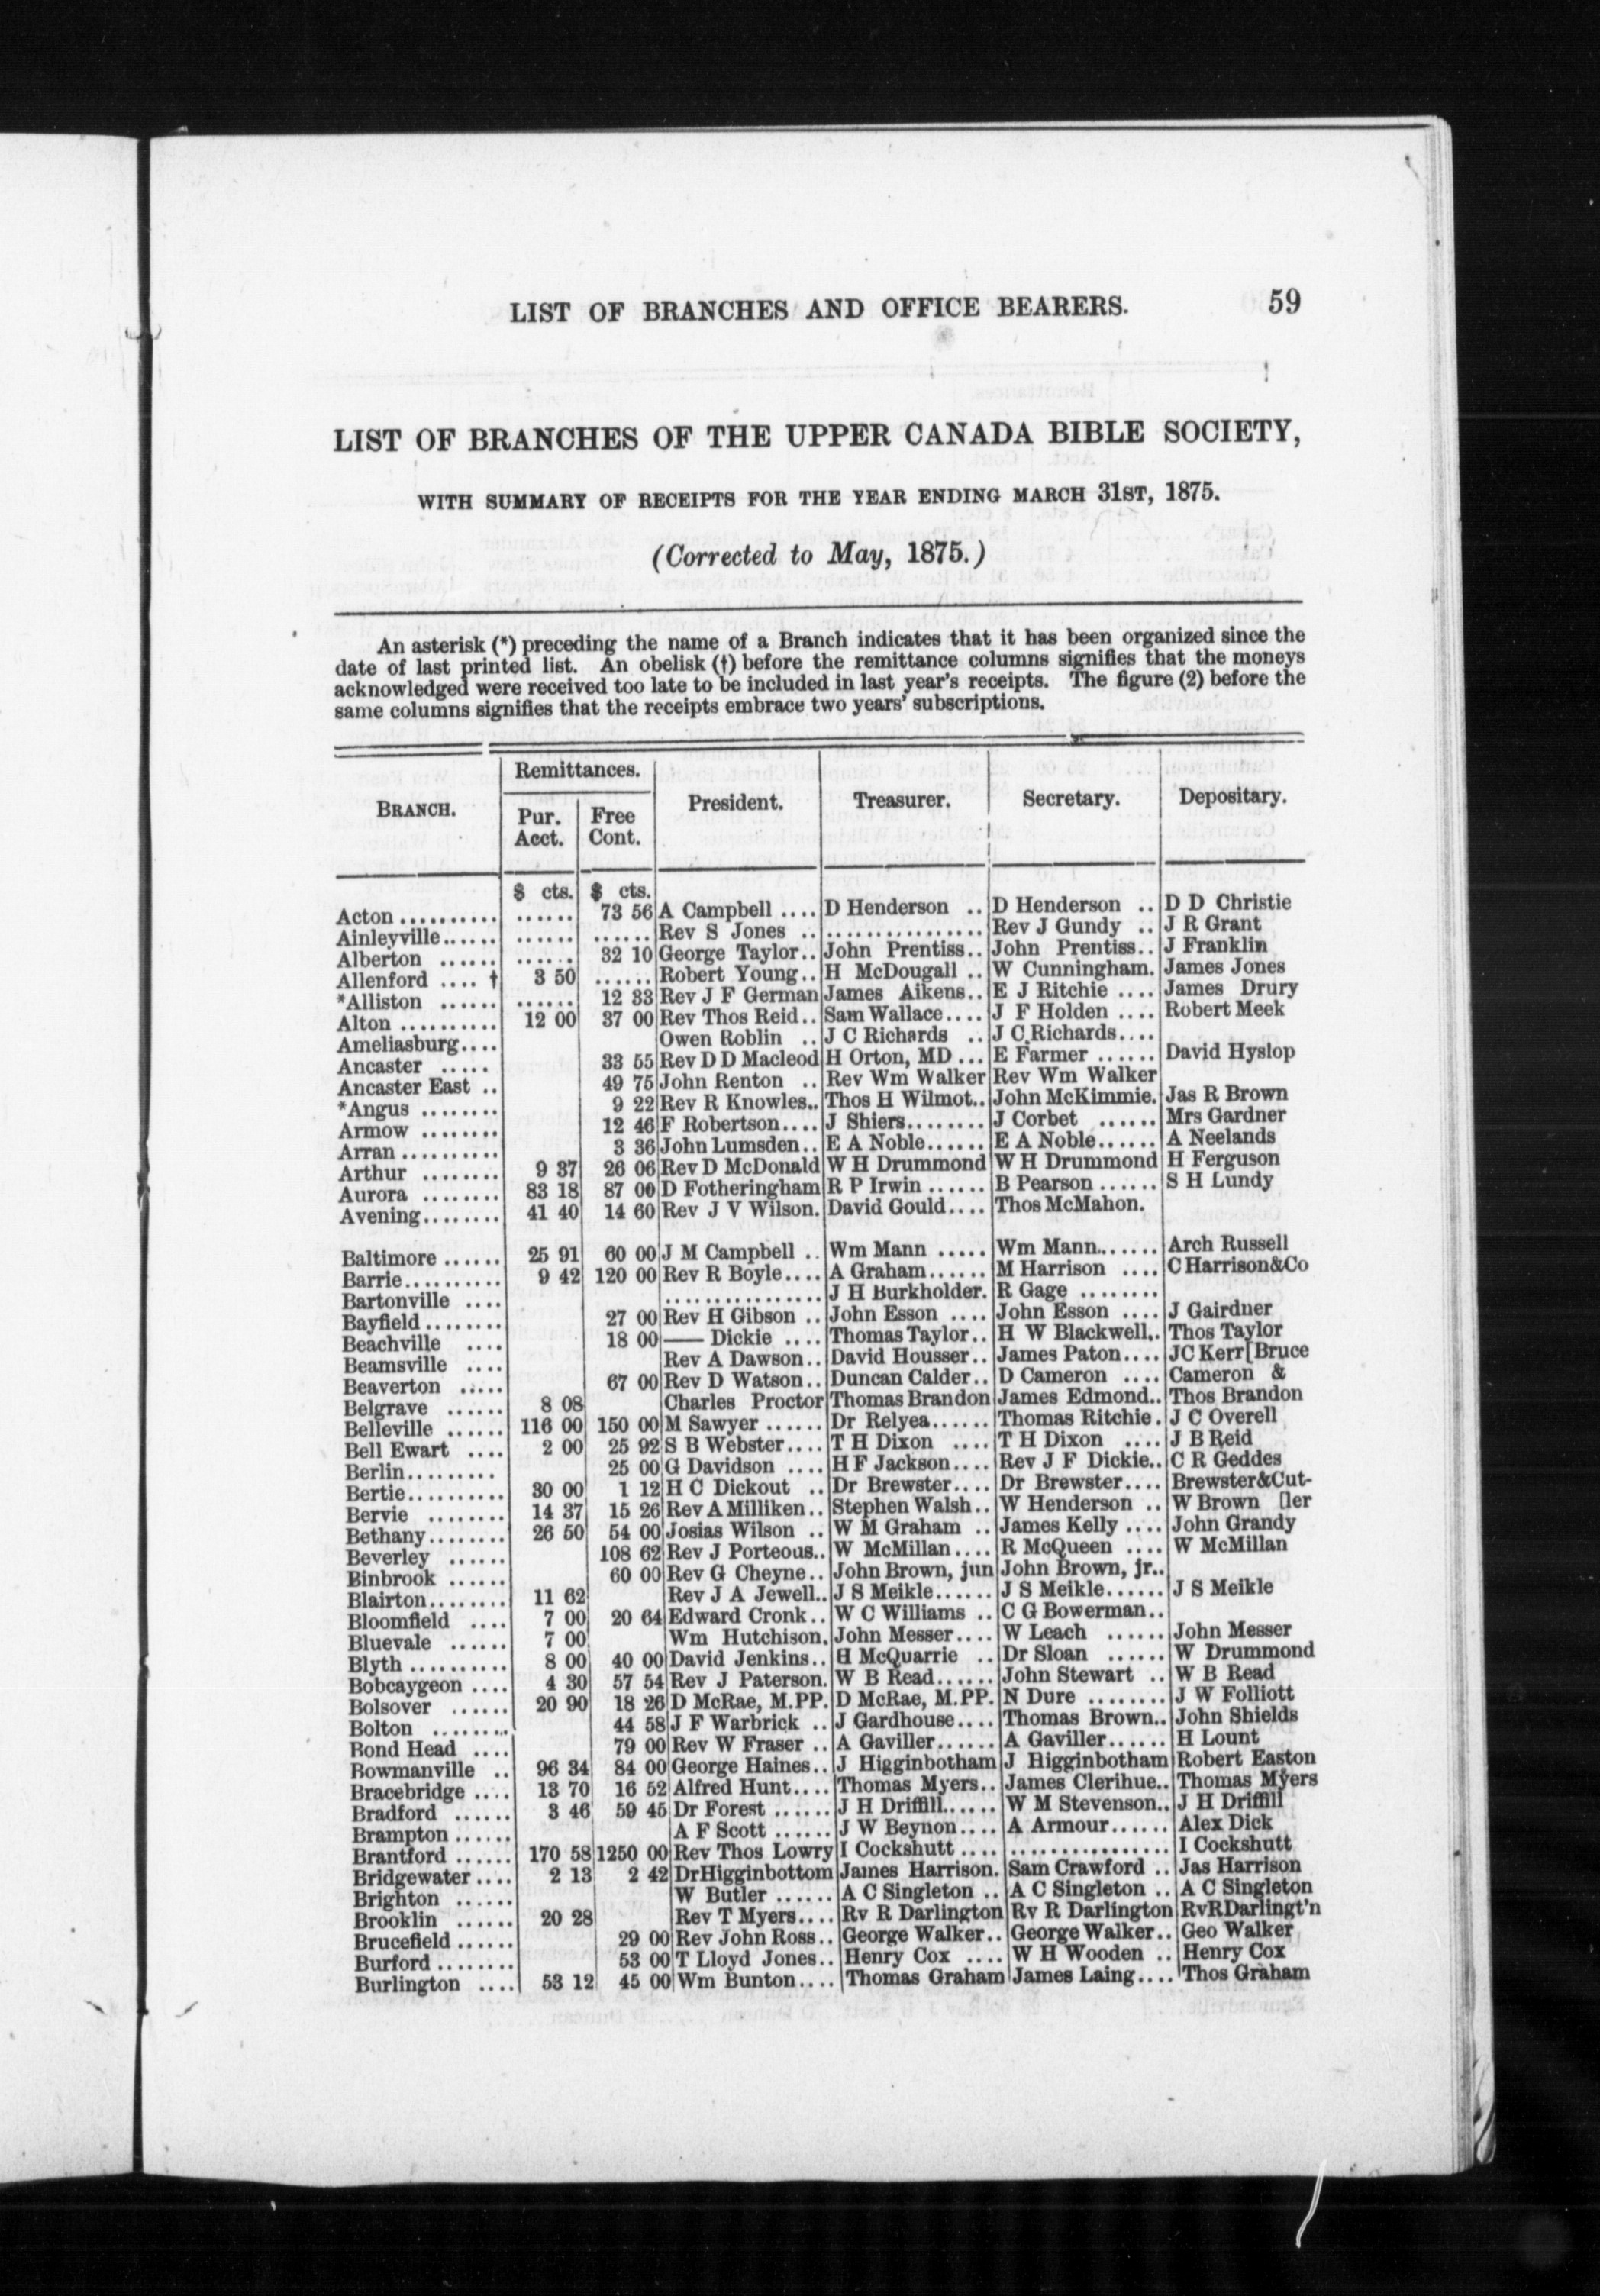 LIST OF BRANCHES AND OFFICE BEARERS. 59
LIST OF BRANCHES OF THE UPPER CANADA BIBLE SOCIETY,
WITH SUMMARY OF RECEIPTS FOR THE YEAR ENDING MARCH 31ST, 1875.
(Corrected to May, 1875.)
An asterisk (*) preceding the name of a Branch indicates that it has been organized since the
date of last printed list. An obelisk (†) before the remittance columns signifies that the moneys
acknowledged were received too late to be included in last year's receipts. The figure (2) before the
same columns signifies that the receipts embrace two years' subscriptions.
BRANCH. Remittances. President. Treasurer. Secretary. Depositary.
Pur. Acct. Free Cont.
$ cts. $ cts.
Acton .......... ...... 73 56 A Campbell .... D Henderson .. D Henderson .. D D Christie
Ainleyville...... ...... ...... Rev S Jones .. ................ Rev J Gundy .. J R Grant
Alberton ...... ...... 32 10 George Taylor.. John Prentiss.. John Prentiss.. J Franklin
Allenford .... † 3 50 ...... Robert Young.. H McDougall .. W Cunningham. James Jones
*Alliston ...... ...... 12 33 Rev J F German James Aikens.. E J Ritchie .... James Drury
Alton .......... 12 00 37 00 Rev Thos Reid.. Sam Wallace.... J F Holden .... Robert Meek
Ameliasburg.... Owen Roblin .. J C Richards .. J C Richards....
Ancaster ..... 33 55 Rev D D Macleod H Orton, MD ... E Farmer ...... David Hyslop
Ancaster East .. 49 75 John Renton .. Rev Wm Walker Rev Wm Walker
*Angus ........ 9 22 Rev R Knowles.. Thos H Wilmot.. John McKimmie. Jas R Brown
Armow ........ 12 46 F Robertson.... J Shiers........ J Corbet ...... Mrs Gardner
Arran .......... 3 36 John Lumsden.. E A Noble...... E A Noble...... A Neelands
Arthur ........ 9 37 26 06 Rev D McDonald W H Drummond W H Drummond H Ferguson
Aurora ........ 83 18 87 00 D Fotheringham R P Irwin ...... B Pearson ...... S H Lundy
Avening........ 41 40 14 60 Rev J V Wilson. David Gould.... Thos McMahon.
Baltimore ...... 25 91 60 00 J M Campbell .. Wm Mann ..... Wm Mann....... Arch Russell
Barrie.......... 9 42 120 00 Rev R Boyle.... A Graham...... M Harrison .... C Harrison&Co
Bartonville .... ................ J H Burkholder. R Gage ........
Bayfield ........ 27 00 Rev H Gibson .. John Esson .... John Esson .... J Gairdner
Beachville .... 18 00 —— Dickie .... Thomas Taylor.. H W Blackwell.. Thos Taylor
Beamsville .... Rev A Dawson.. David Housser.. James Paton.... JC Kerr [Bruce
Beaverton ..... 67 00 Rev D Watson.. Duncan Calder.. D Cameron .... Cameron &
Belgrave ...... 8 08 Charles Proctor Thomas Brandon James Edmond.. Thos Brandon
Belleville ...... 116 00 150 00 M Sawyer ...... Dr Relyea...... Thomas Ritchie. J C Overell
Bell Ewart .... 2 00 25 92 S B Webster.... T H Dixon .... T H Dixon .... J B Reid
Berlin......... 25 00 G Davidson .... H F Jackson.... Rev J F Dickie.. C R Geddes
Bertie.......... 30 00 1 12 H C Dickout .. Dr Brewster.... Dr Brewster.... Brewster&Cut-
Bervie ........ 14 37 15 26 Rev A Milliken.. Stephen Walsh.. W Henderson .. W Brown [ler
Bethany........ 26 50 54 00 Josias Wilson .. W M Graham .. James Kelly .... John Grandy
Beverley ...... 108 62 Rev J Porteous.. W McMillan.... R McQueen .... W McMillan
Binbrook ...... 60 00 Rev G Cheyne.. John Brown, jun John Brown, jr..
Blairton........ 11 62 Rev J A Jewell.. J S Meikle...... J S Meikle...... J S Meikle
Bloomfield .... 7 00 20 64 Edward Cronk.. W C Williams .. C G Bowerman..
Bluevale ...... 7 00 Wm Hutchison. John Messer.... W Leach ...... John Messer
Blyth .......... 8 00 40 00 David Jenkins.. H McQuarrie .. Dr Sloan ...... W Drummond
Bobcaygeon .... 4 30 57 54 Rev J Paterson. W B Read...... John Stewart .. W B Read
Bolsover ...... 20 90 18 26 D McRae, M.PP. D McRae, M.PP. N Dure ........ J W Folliott
Bolton ........ 44 58 J F Warbrick .. J Gardhouse.... Thomas Brown.. John Shields
Bond Head .... 79 00 Rev W Fraser .. A Gaviller...... A Gaviller...... H Lount
Bowmanville .. 96 34 84 00 George Haines.. J Higginbotham J Higginbotham Robert Easton
Bracebridge .... 13 70 16 52 Alfred Hunt.... Thomas Myers.. James Clerihue.. Thomas Myers
Bradford ...... 3 46 59 45 Dr Forest ...... J H Driffill...... W M Stevenson.. J H Driffill
Brampton ...... A F Scott ...... J W Beynon.... A Armour...... Alex Dick
Brantford ...... 170 58 1250 00 Rev Thos Lowry I Cockshutt .... ................ I Cockshutt
Bridgewater .... 2 13 2 42 DrHigginbottom James Harrison. Sam Crawford .. Jas Harrison
Brighton ...... W Butler ...... A C Singleton .. A C Singleton .. A C Singleton
Brooklin ...... 20 28 Rev T Myers.... Rv R Darlington Rv R Darlington RvRDarlingt'n
Brucefield ...... 29 00 Rev John Ross.. George Walker.. George Walker.. Geo Walker
Burford ........ 53 00 T Lloyd Jones.. Henry Cox .... W H Wooden .. Henry Cox
Burlington .... 53 12 45 00 Wm Bunton.... Thomas Graham James Laing.... Thos Graham